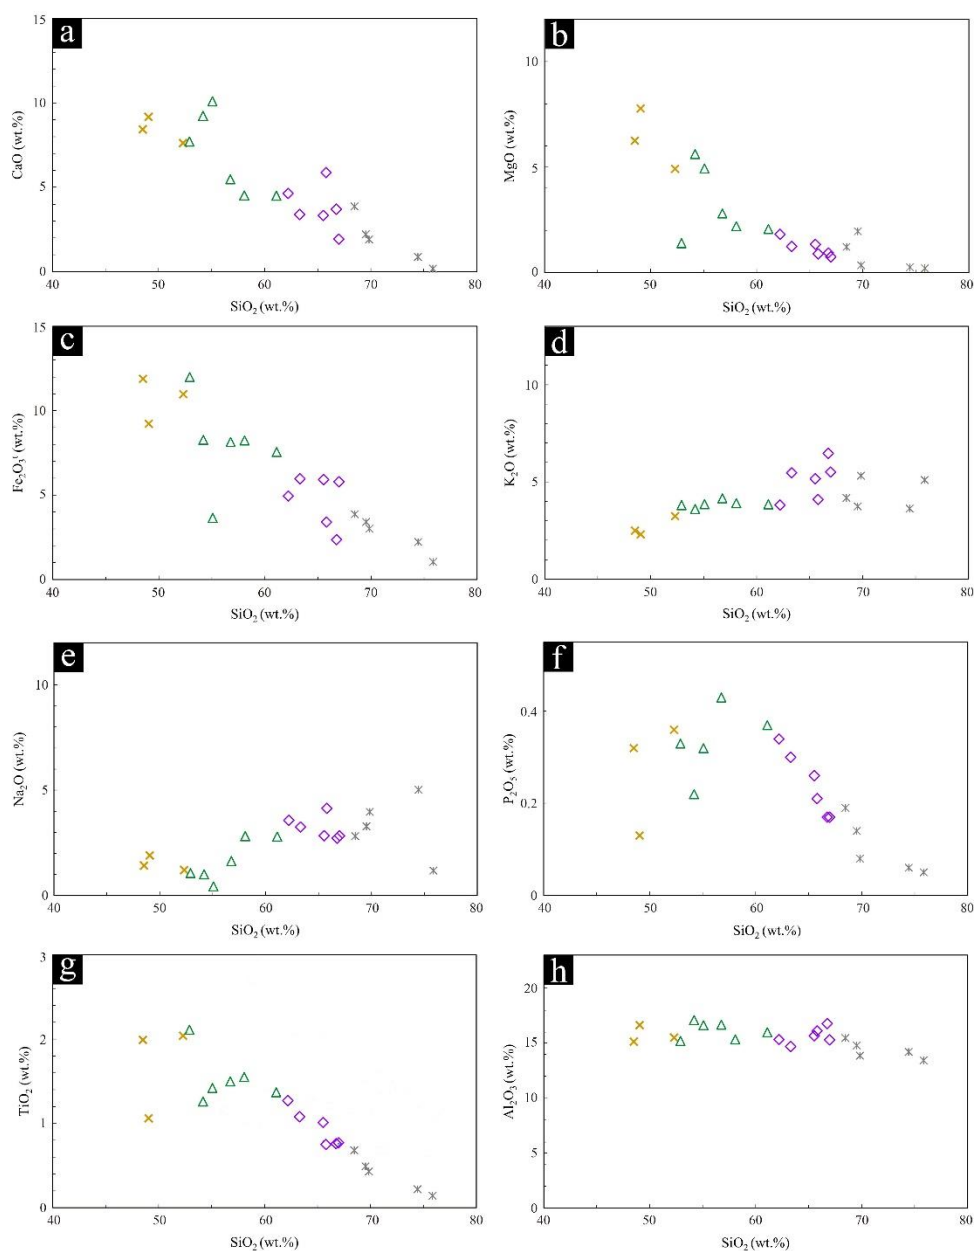 a
15
10
5
0
CaO (wt.%)
40 50 60 70 80
SiO₂ (wt.%)
b
10
5
0
MgO (wt.%)
40 50 60 70 80
SiO₂ (wt.%)
c
15
10
5
0
Fe₂O₃ᵗ (wt.%)
40 50 60 70 80
SiO₂ (wt.%)
d
10
5
0
K₂O (wt.%)
40 50 60 70 80
SiO₂ (wt.%)
e
10
5
0
Na₂O (wt.%)
40 50 60 70 80
SiO₂ (wt.%)
f
0.4
0.2
0
P₂O₅ (wt.%)
40 50 60 70 80
SiO₂ (wt.%)
g
3
2
1
0
TiO₂ (wt.%)
40 50 60 70 80
SiO₂ (wt.%)
h
20
15
10
5
0
Al₂O₃ (wt.%)
40 50 60 70 80
SiO₂ (wt.%)